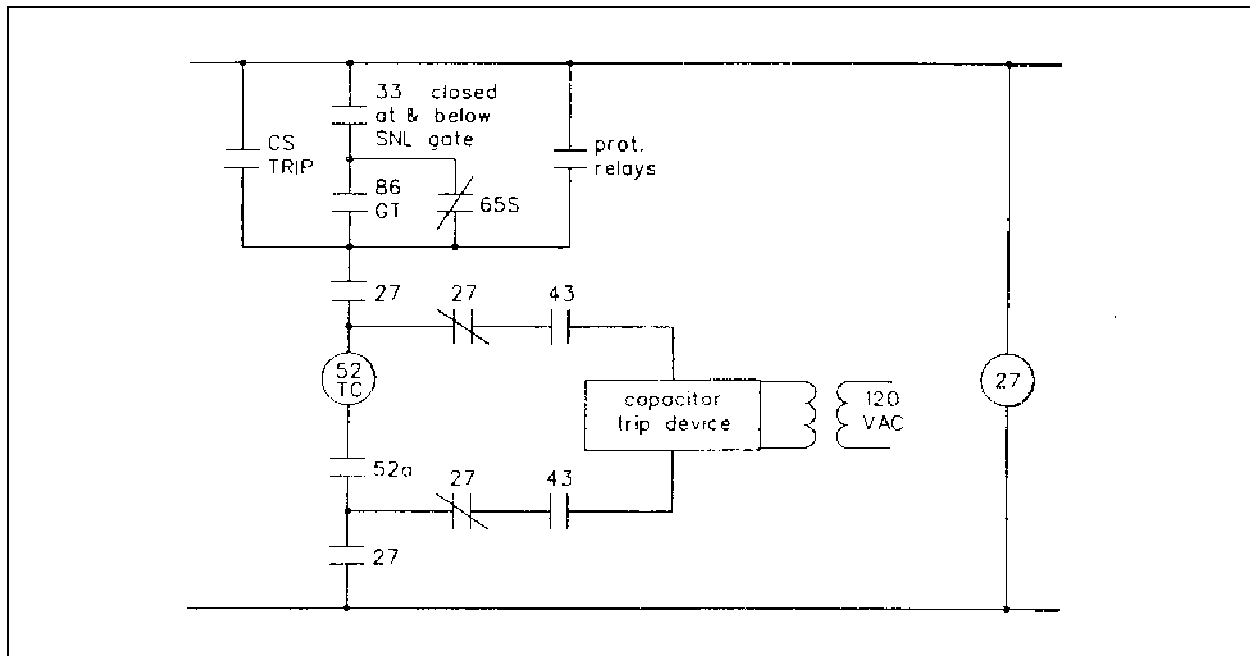 33 closed
at & below
SNL gate
CS
TRIP
prot.
relays
86
GT
65S
27
27
43
52
TC
capacitor
trip device
120
VAC
27
52a
27
43
27